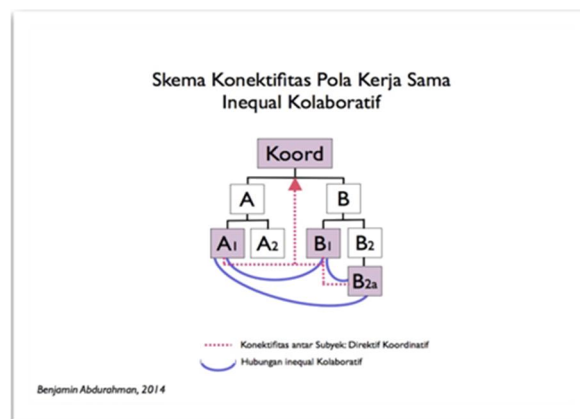 Skema Konektifitas Pola Kerja Sama
Inequal Kolaboratif
Koord
A
B
A1
A2
B1
B2
B2a
Konektifitas antar Subyek: Direktif Koordinatif
Hubungan inequal Kolaboratif
Benjamin Abdurahman, 2014